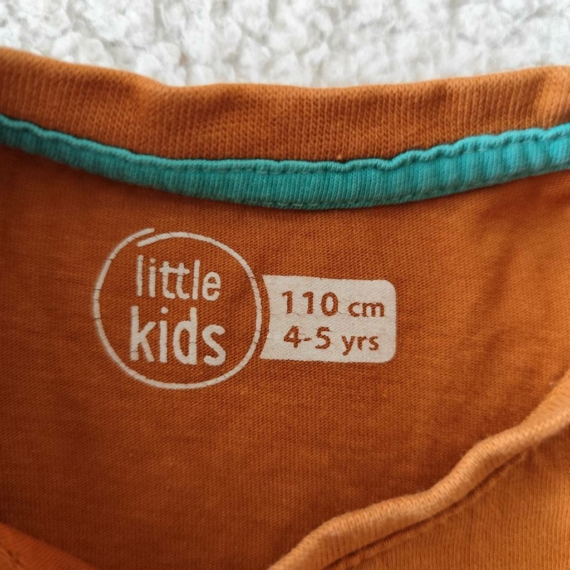 little
kids
110 cm
4-5 yrs